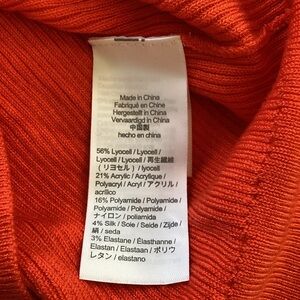 Made in China
Fabriqué en Chine
Hergestellt in China
Vervaardigd in China
中国製
hecho en china
56% Lyocell / Lyocell /
Lyocell / Lyocell / 再生繊維
(リヨセル) / lyocell
21% Acrylic / Acrylique /
Polyacryl / Acryl / アクリル /
acrílico
16% Polyamide / Polyamide /
Polyamide / Polyamide /
ナイロン / poliamida
4% Silk / Soie / Seide / Zijde /
絹 / seda
3% Elastane / Élasthanne /
Elastan / Elastaan / ポリウ
レタン / elastano